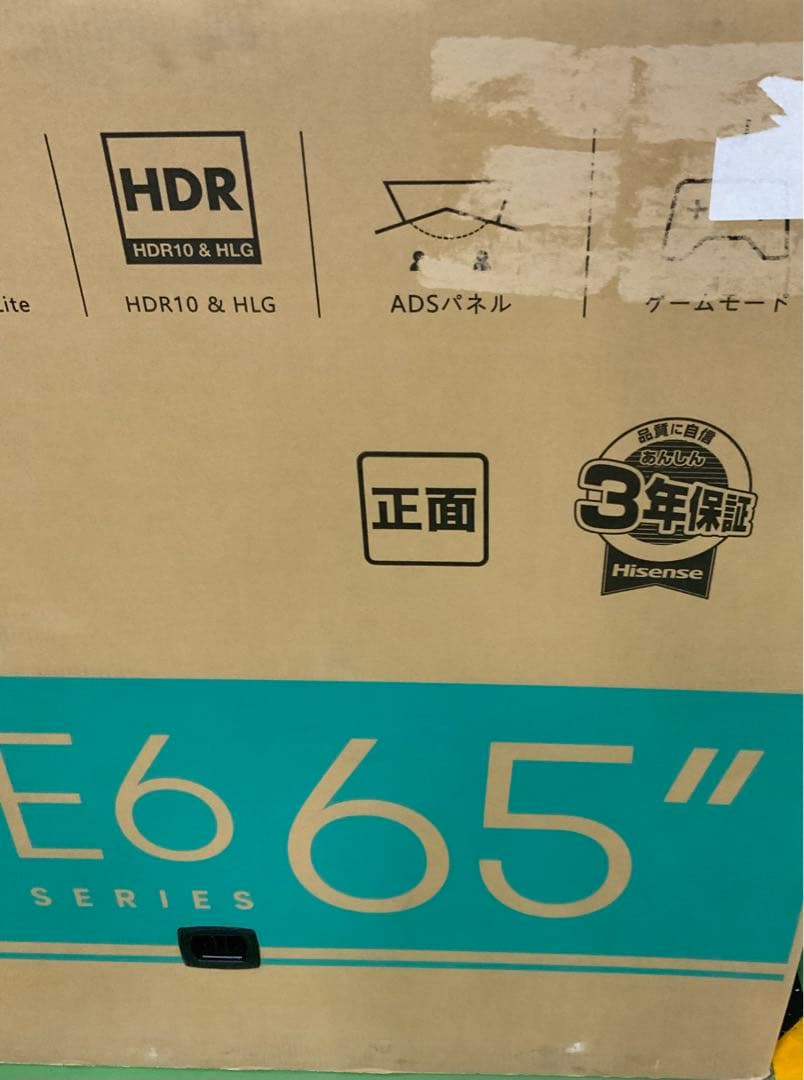 Lite
HDR
HDR10 & HLG
HDR10 & HLG
ADSパネル
ゲームモード
正面
品質に自信
あんしん
3年保証
Hisense
E6
65"
SERIES